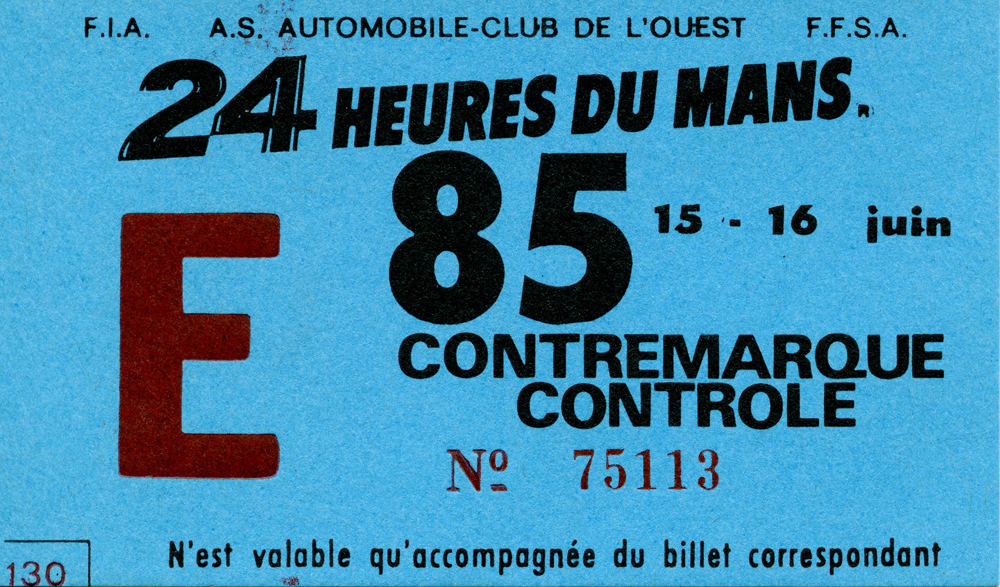 F.I.A. A.S. AUTOMOBILE-CLUB DE L'OUEST F.F.S.A.
24 HEURES DU MANS.
85 15 - 16 juin
E
CONTREMARQUE
CONTROLE
Nº 75113
N'est valable qu'accompagnée du billet correspondant
130